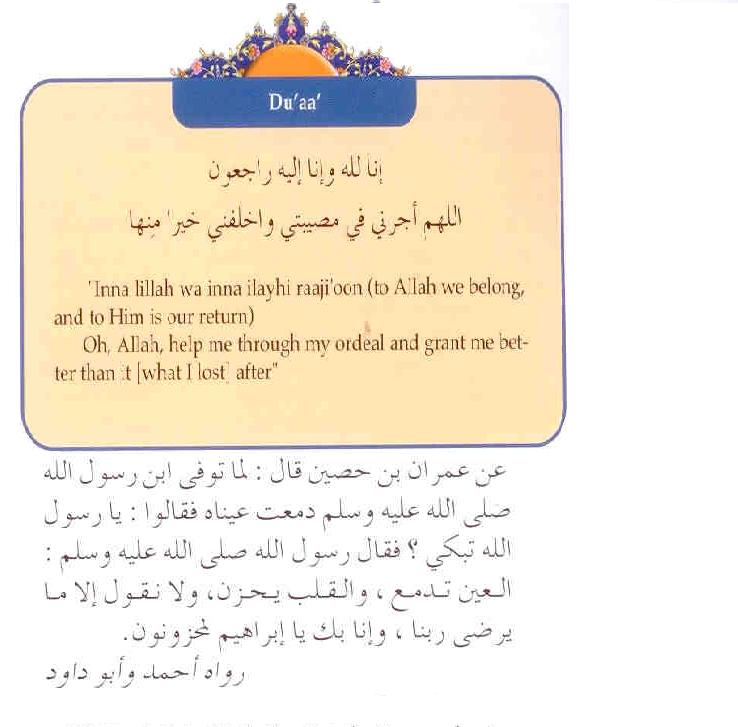 Du'aa'
إنا لله وإنا إليه راجعون
اللهم أجرني في مصيبتي واخلفني خير' منها
'Inna lillah wa inna ilayhi raaji'oon (to Allah we belong,
and to Him is our return)
Oh, Allah, help me through my ordeal and grant me bet-
ter than it [what I lost] after"
عن عمران بن حصين قال : لما توفى ابن رسول الله
صلى الله عليه وسلم دمعت عيناه فقالوا : يا رسول
الله تبكي ؟ فقال رسول الله صلى الله عليه وسلم :
العين تدمع ، والقلب يحزن، ولا نقول إلا ما
يرضى ربنا ، وإنا بك يا إبراهيم لمحزونون.
رواه أحمد وأبو داود